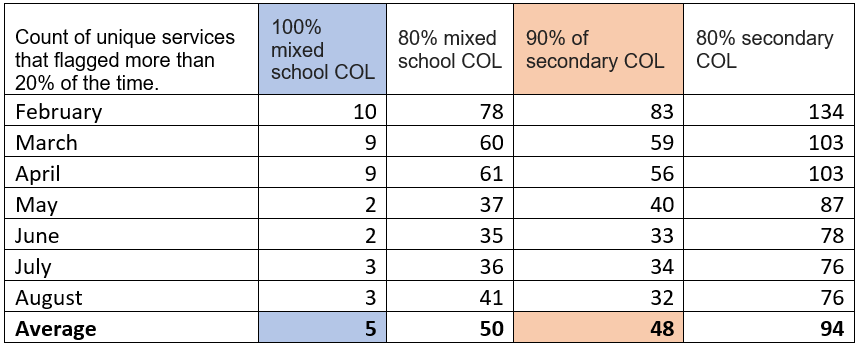 Count of unique services that flagged more than 20% of the time. | 100% mixed school COL | 80% mixed school COL | 90% of secondary COL | 80% secondary COL
February 10 78 83 134
March 9 60 59 103
April 9 61 56 103
May 2 37 40 87
June 2 35 33 78
July 3 36 34 76
August 3 41 32 76
Average 5 50 48 94